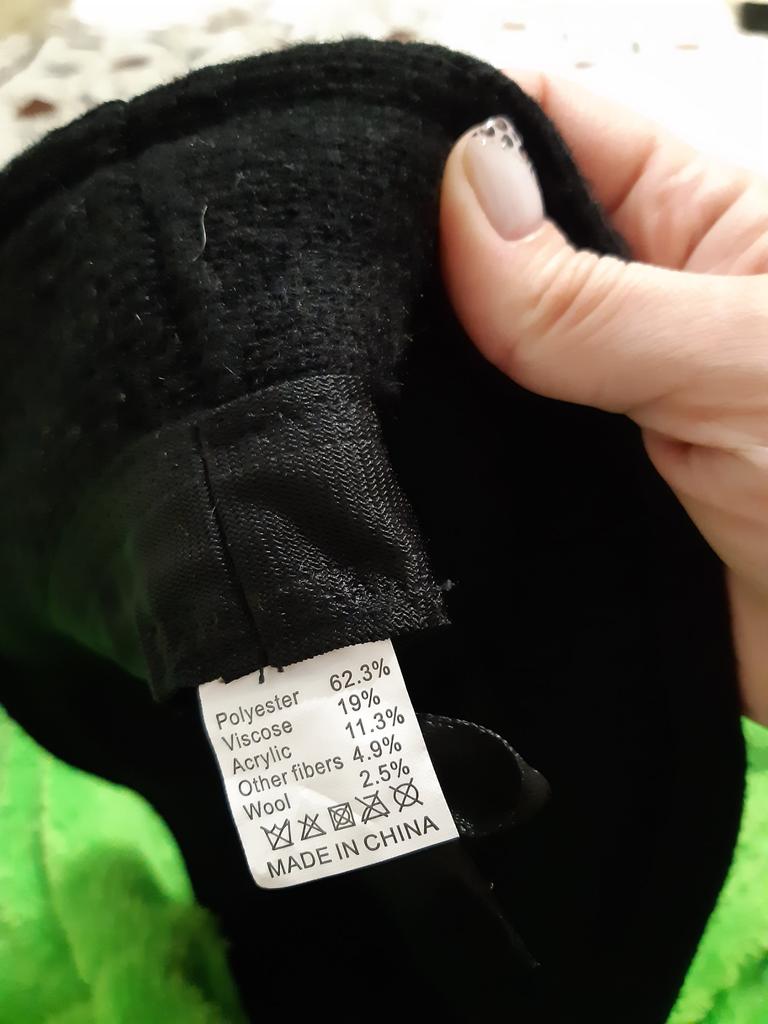 Polyester 62.3%
Viscose 19%
Acrylic 11.3%
Other fibers 4.9%
Wool 2.5%
MADE IN CHINA